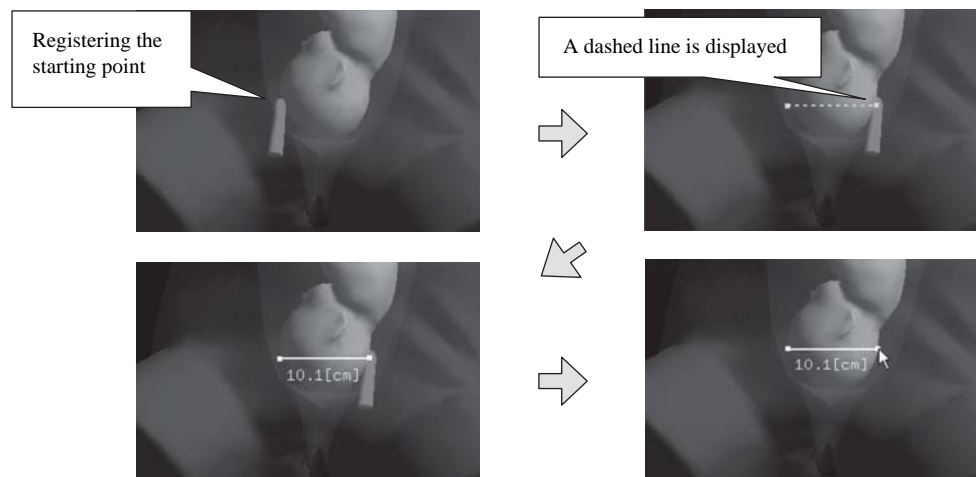 Registering the
starting point
A dashed line is displayed
10.1[cm]
10.1[cm]